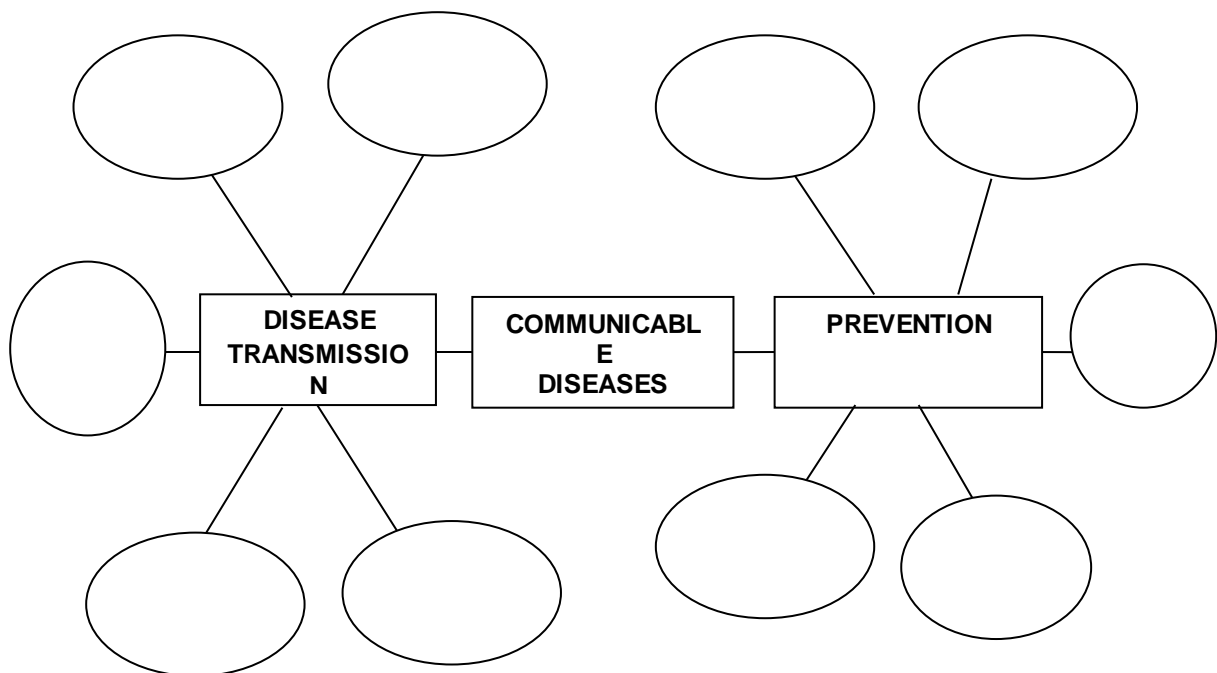 DISEASE
TRANSMISSIO
N
COMMUNICABL
E
DISEASES
PREVENTION